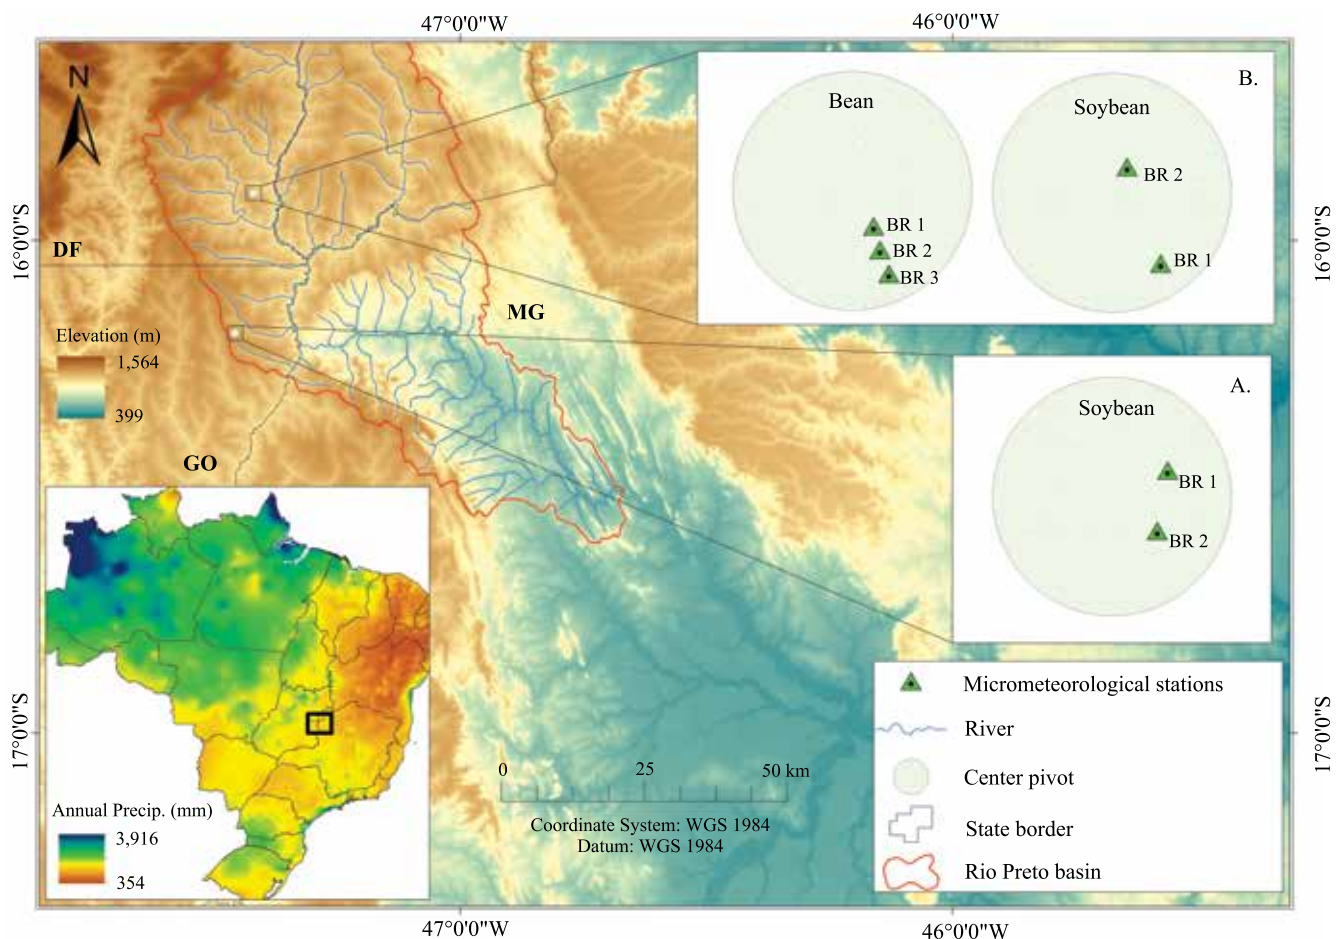 47°0'0"W
46°0'0"W
N
B.
Bean
Soybean
BR 2
BR 1
BR 2
BR 3
BR 1
16°0'0"S
16°0'0"S
DF
MG
Elevation (m)
1,564
399
A.
Soybean
BR 1
BR 2
GO
Micrometeorological stations
River
Center pivot
State border
Rio Preto basin
17°0'0"S
17°0'0"S
0 25 50 km
Coordinate System: WGS 1984
Datum: WGS 1984
Annual Precip. (mm)
3,916
354
47°0'0"W
46°0'0"W